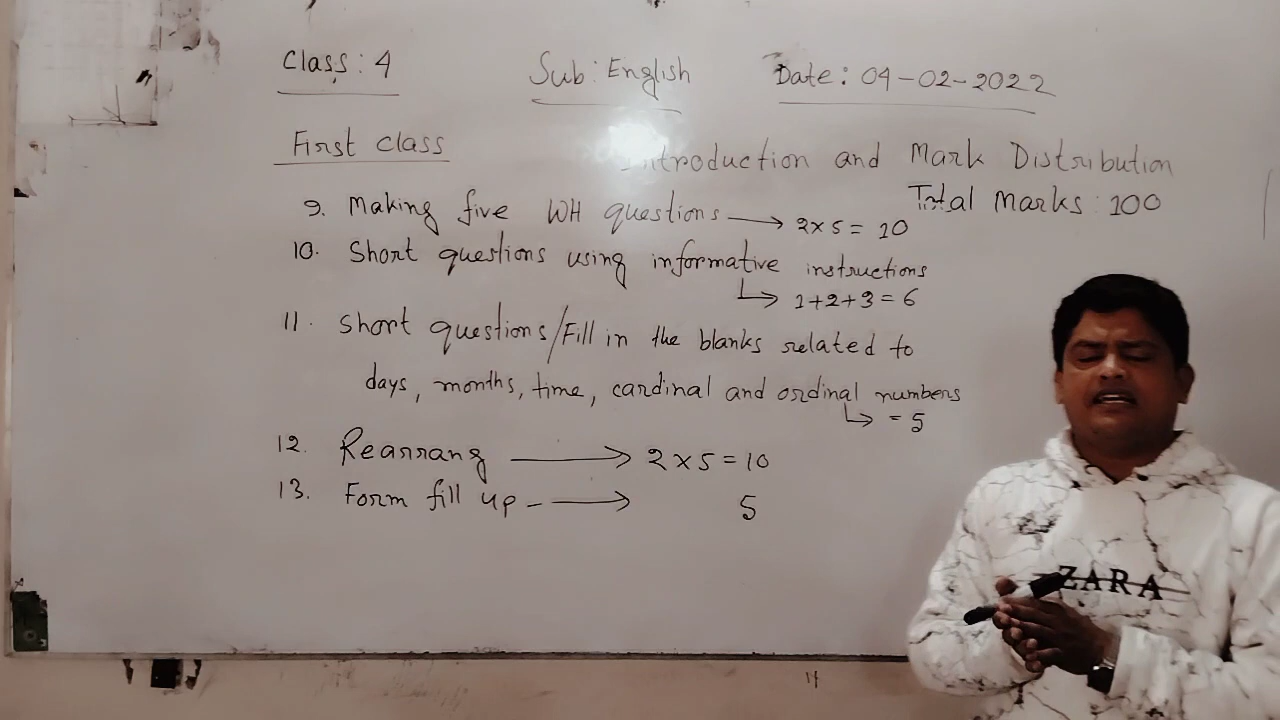 Class: 4 Sub: English Date: 04-02-2022
First class Introduction and Mark Distribution
Total Marks: 100
9. Making five WH questions → 2×5 = 10
10. Short questions using informative instructions
↳ 1+2+3 = 6
11. Short questions/Fill in the blanks related to
days, months, time, cardinal and ordinal numbers
↳ = 5
12. Rearrang → 2×5=10
13. Form fill up → 5
ZARA